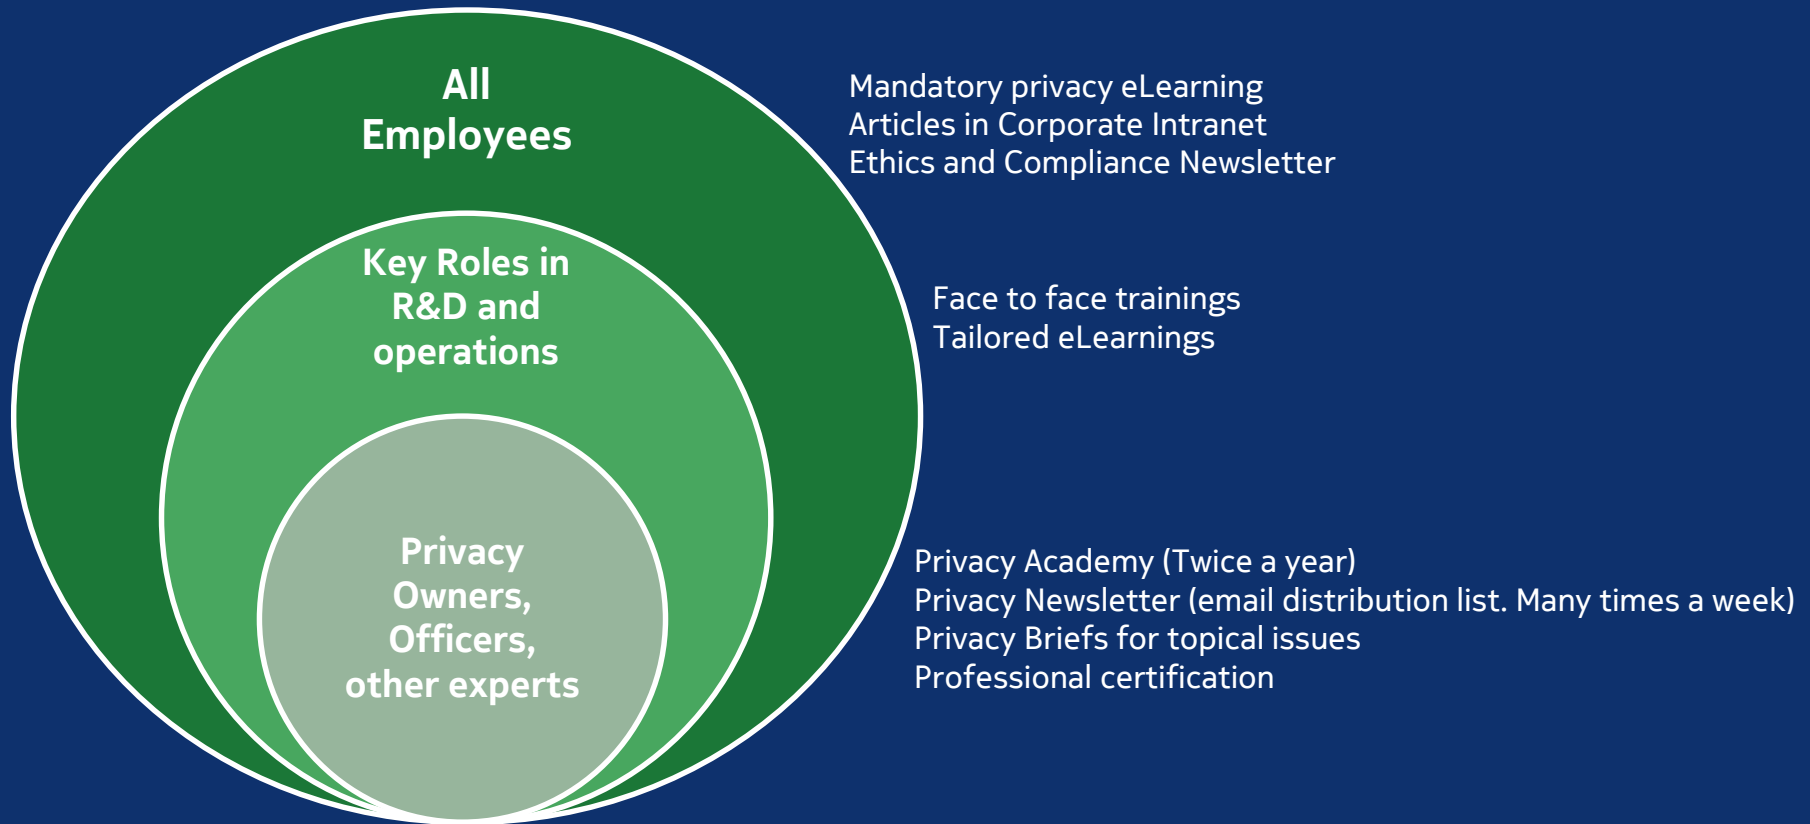 All
Employees
Mandatory privacy eLearning
Articles in Corporate Intranet
Ethics and Compliance Newsletter
Key Roles in
R&D and
operations
Face to face trainings
Tailored eLearnings
Privacy
Owners,
Officers,
other experts
Privacy Academy (Twice a year)
Privacy Newsletter (email distribution list. Many times a week)
Privacy Briefs for topical issues
Professional certification